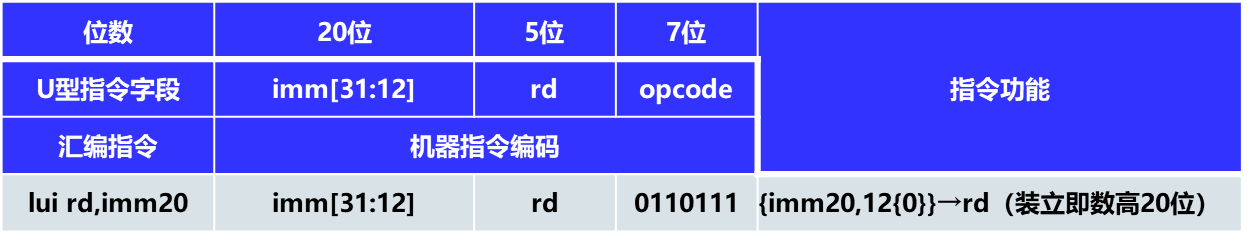 位数 20位 5位 7位
U型指令字段 imm[31:12] rd opcode 指令功能
汇编指令 机器指令编码
lui rd,imm20 imm[31:12] rd 0110111 {imm20,12{0}}→rd（装立即数高20位）